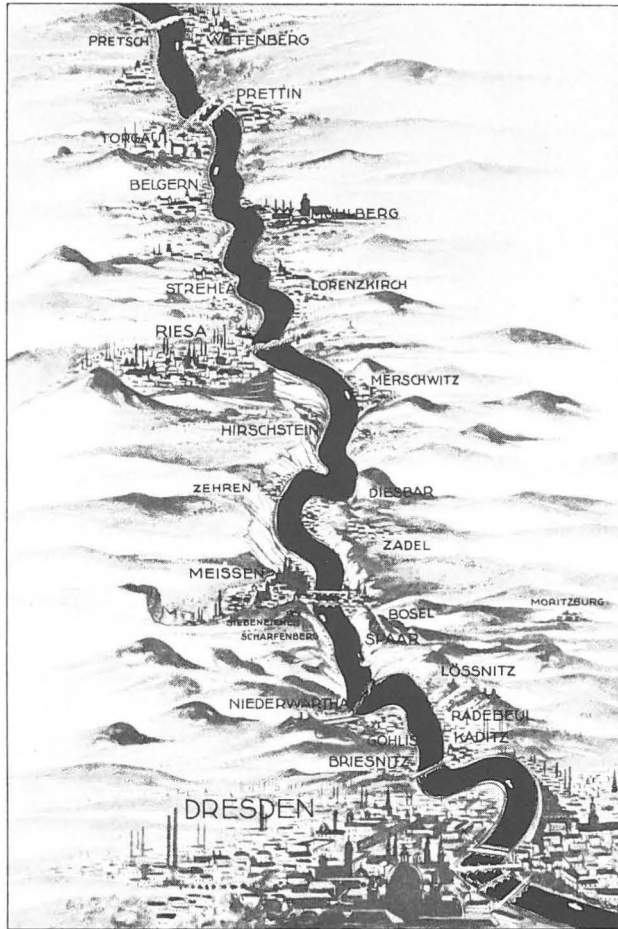 PRETSCH
WITTENBERG
PRETTIN
TORGAU
BELGERN
MÜHLBERG
STREHLA
LORENZKIRCH
RIESA
MERSCHWITZ
HIRSCHSTEIN
ZEHREN
DIESBAR
ZADEL
MEISSEN
SIEBENEICHEN
SCHARFENBERG
BOSEL
SPAAR
MORITZBURG
LÖSSNITZ
NIEDERWARTHA
RADEBEUL
GOHLIS
KADITZ
BRIESNITZ
DRESDEN